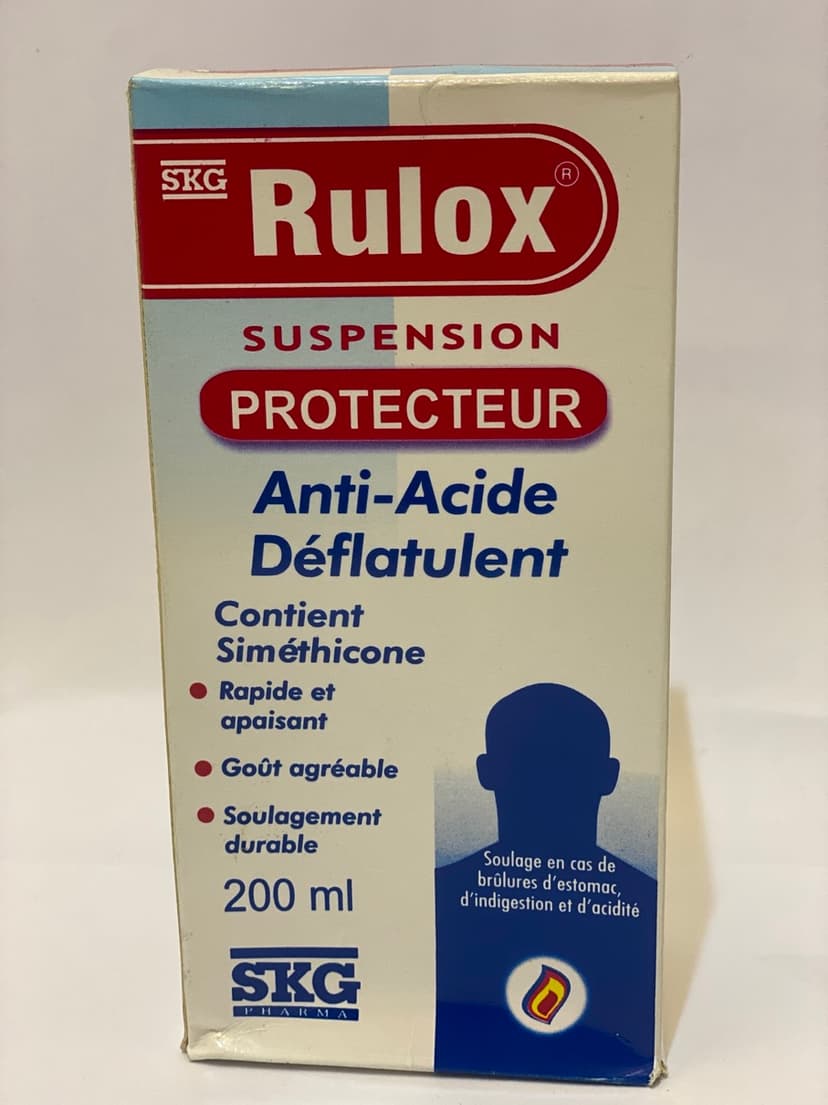 SKG
Rulox ®
SUSPENSION
PROTECTEUR
Anti-Acide
Déflatulent
Contient
Siméthicone
Rapide et
apaisant
Goût agréable
Soulagement
durable
200 ml
SKG
PHARMA
Soulage en cas de
brûlures d'estomac,
d'indigestion et d'acidité